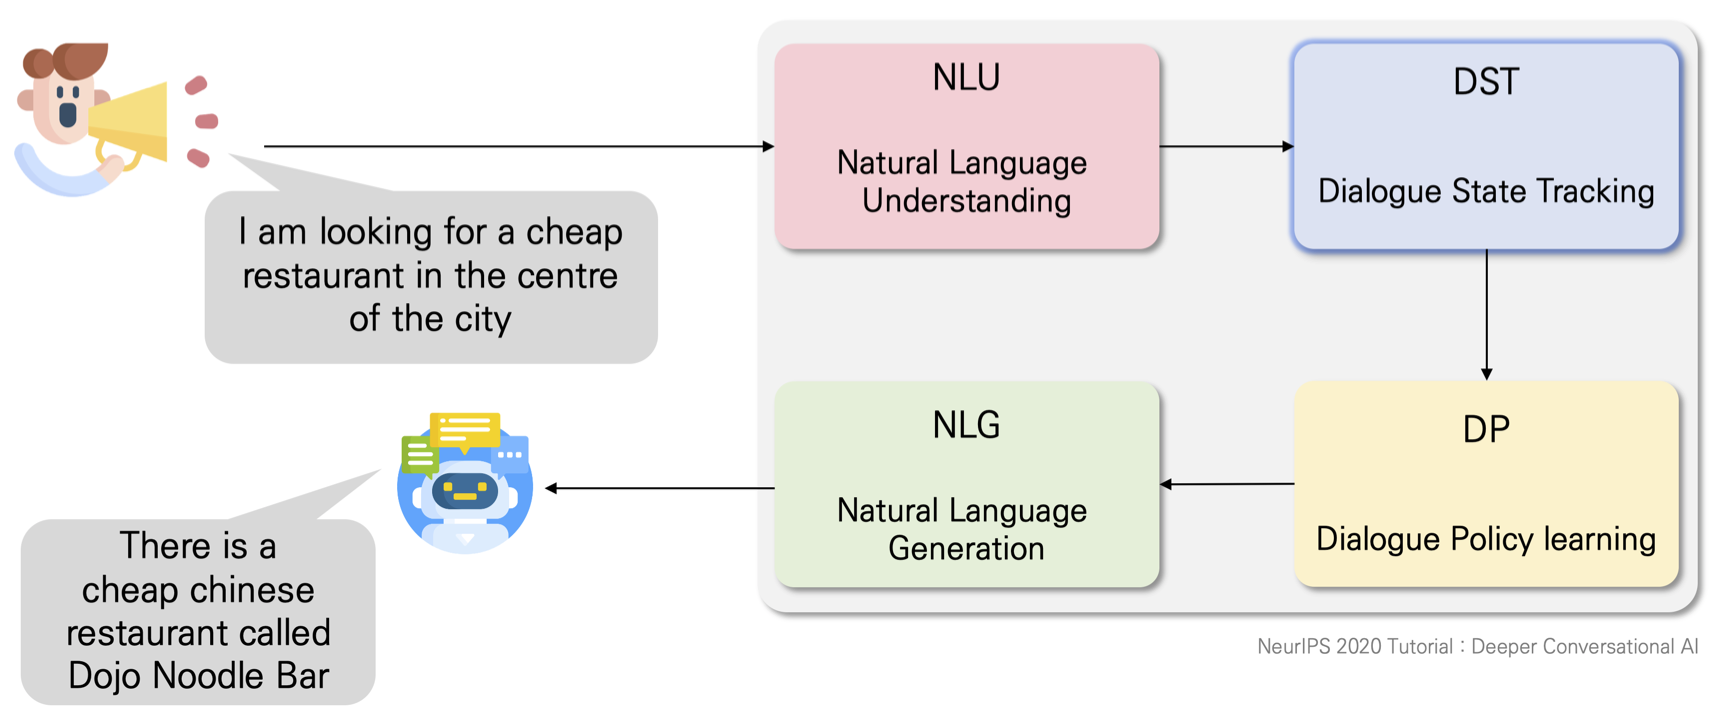 NLU
Natural Language
Understanding
DST
Dialogue State Tracking
I am looking for a cheap
restaurant in the centre
of the city
NLG
Natural Language
Generation
DP
Dialogue Policy learning
There is a
cheap chinese
restaurant called
Dojo Noodle Bar
NeurIPS 2020 Tutorial : Deeper Conversational AI